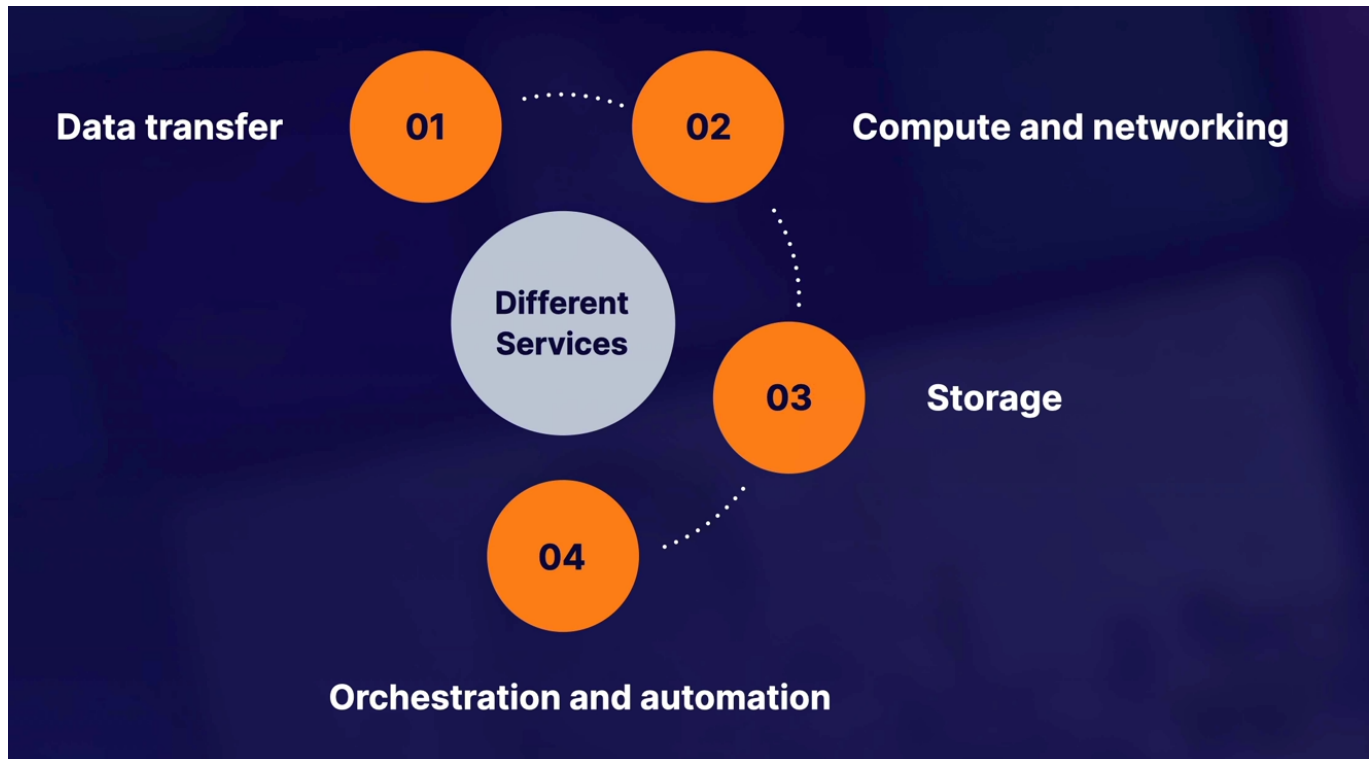 Data transfer
01
02
Compute and networking
Different
Services
03
Storage
04
Orchestration and automation